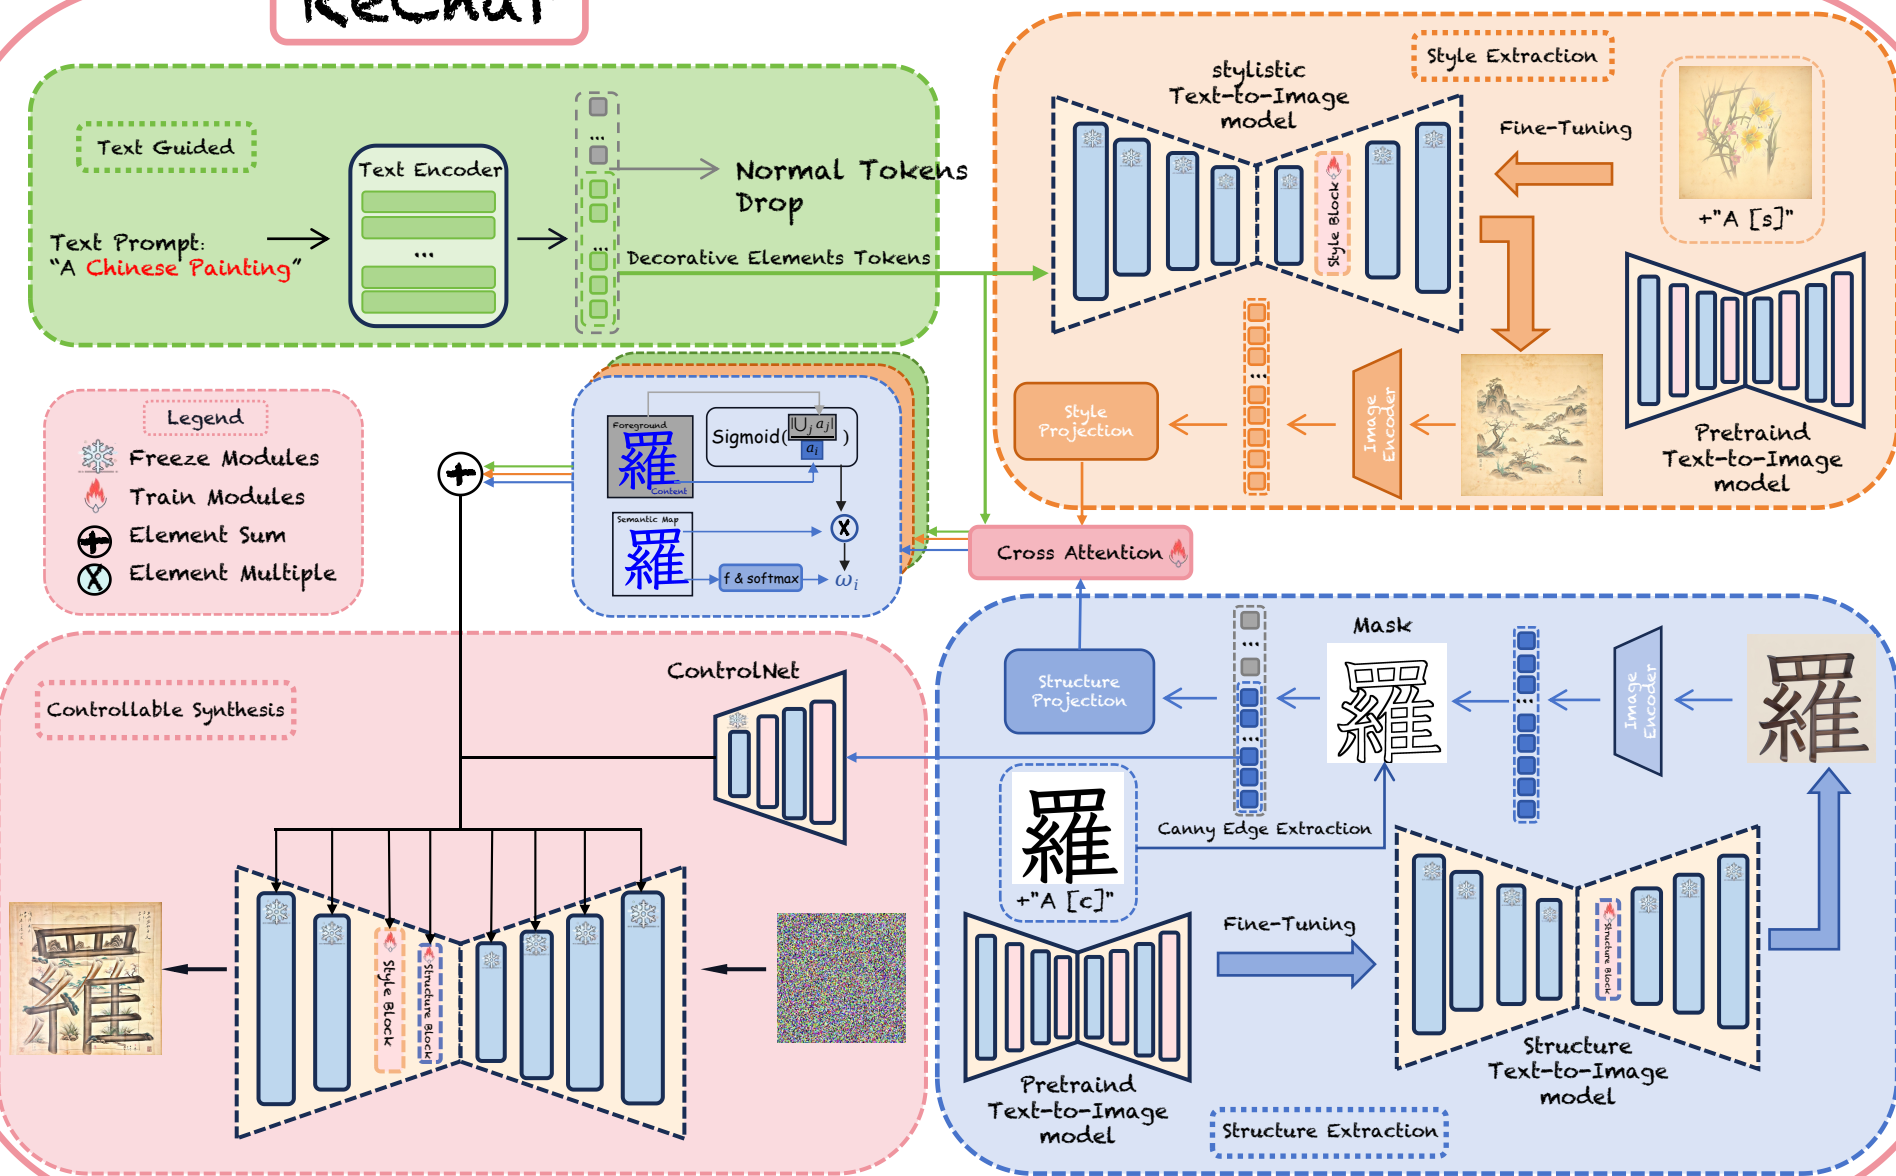 ReChar
Text Guided
Text Prompt:
“A Chinese Painting”
Text Encoder
...
...
...
Normal Tokens
Drop
Decorative Elements Tokens
Style Extraction
stylistic
Text-to-Image
model
Style Block
Fine-Tuning
+"A [s]"
Pretraind
Text-to-Image
model
Image
Encoder
...
Style
Projection
Legend
Freeze Modules
Train Modules
Element Sum
Element Multiple
Foreground
羅
Content
Sigmoid(|⋃j aj| / ai)
X
Semantic Map
羅
f & softmax
ωi
Cross Attention
Controllable Synthesis
ControlNet
Style Block
Structure Block
羅
Structure
Projection
...
...
Mask
羅
...
Image
Encoder
羅
羅
+"A [c]"
Canny Edge Extraction
Pretraind
Text-to-Image
model
Fine-Tuning
Structure Block
Structure
Text-to-Image
model
Structure Extraction